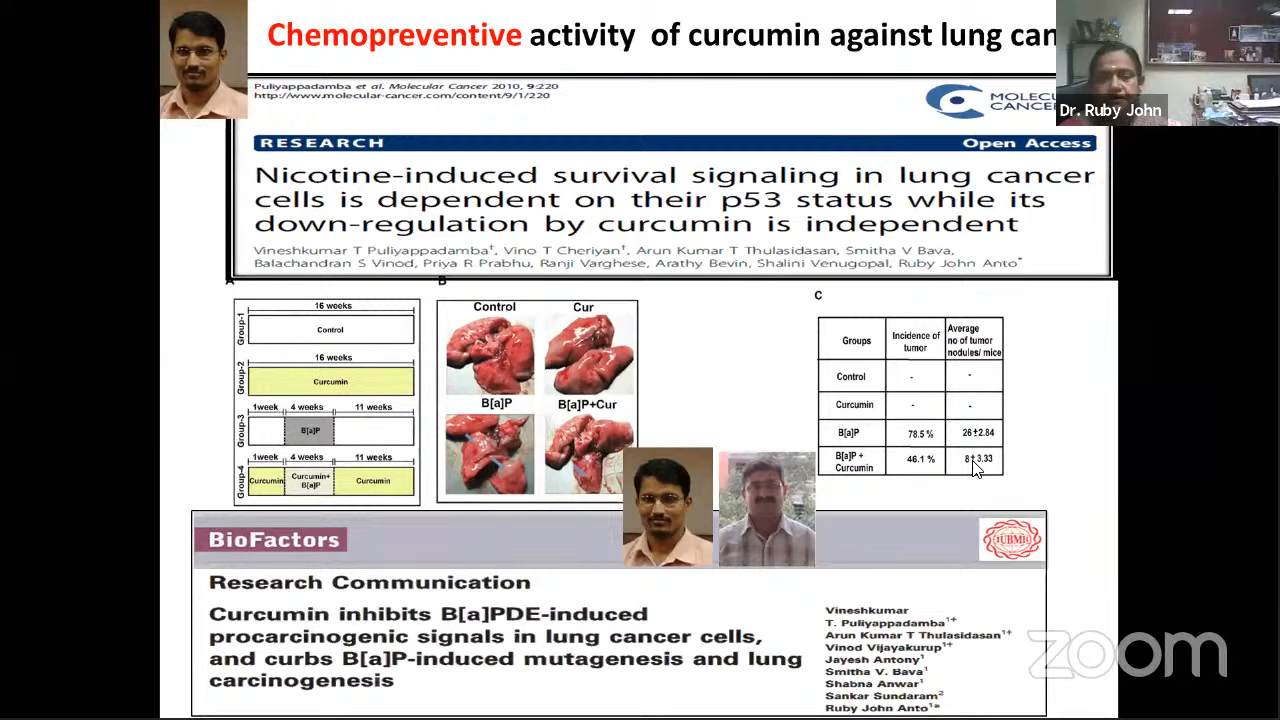 Chemopreventive activity of curcumin against lung can
Dr. Ruby John
Puliyappadamba et al. Molecular Cancer 2010, 9:220
http://www.molecular-cancer.com/content/9/1/220
MOLECU
CANCE
RESEARCH Open Access
Nicotine-induced survival signaling in lung cancer
cells is dependent on their p53 status while its
down-regulation by curcumin is independent
Vineshkumar T Puliyappadamba†, Vino T Cheriyan†, Arun Kumar T Thulasidasan, Smitha V Bava,
Balachandran S Vinod, Priya R Prabhu, Ranji Varghese, Arathy Bevin, Shalini Venugopal, Ruby John Anto*
A
16 weeks
Group-1
Control
16 weeks
Group-2
Curcumin
1week 4 weeks 11 weeks
Group-3
B[a]P
1week 4 weeks 11 weeks
Group-4
Curcumin Curcumin+ Curcumin
B[a]P
B
Control Cur
B[a]P B[a]P+Cur
C
Groups Incidence of tumor Average no of tumor nodules/ mice
Control - -
Curcumin - -
B[a]P 78.5 % 26±2.84
B[a]P + Curcumin 46.1 % 8±3.33
BioFactors
IUBMB
Research Communication
Curcumin inhibits B[a]PDE-induced
procarcinogenic signals in lung cancer cells,
and curbs B[a]P-induced mutagenesis and lung
carcinogenesis
Vineshkumar
T. Puliyappadamba1†
Arun Kumar T Thulasidasan1†
Vinod Vijayakurup1†
Jayesh Antony1
Smitha V. Bava1
Shabna Anwar1
Sankar Sundaram2
Ruby John Anto1*
zoom